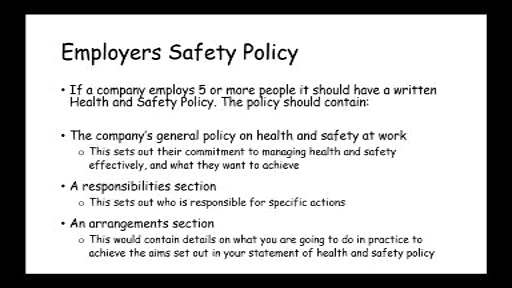 Employers Safety Policy
• If a company employs 5 or more people it should have a written
Health and Safety Policy. The policy should contain:
• The company's general policy on health and safety at work
o This sets out their commitment to managing health and safety
effectively, and what they want to achieve
• A responsibilities section
o This sets out who is responsible for specific actions
• An arrangements section
o This would contain details on what you are going to do in practice to
achieve the aims set out in your statement of health and safety policy